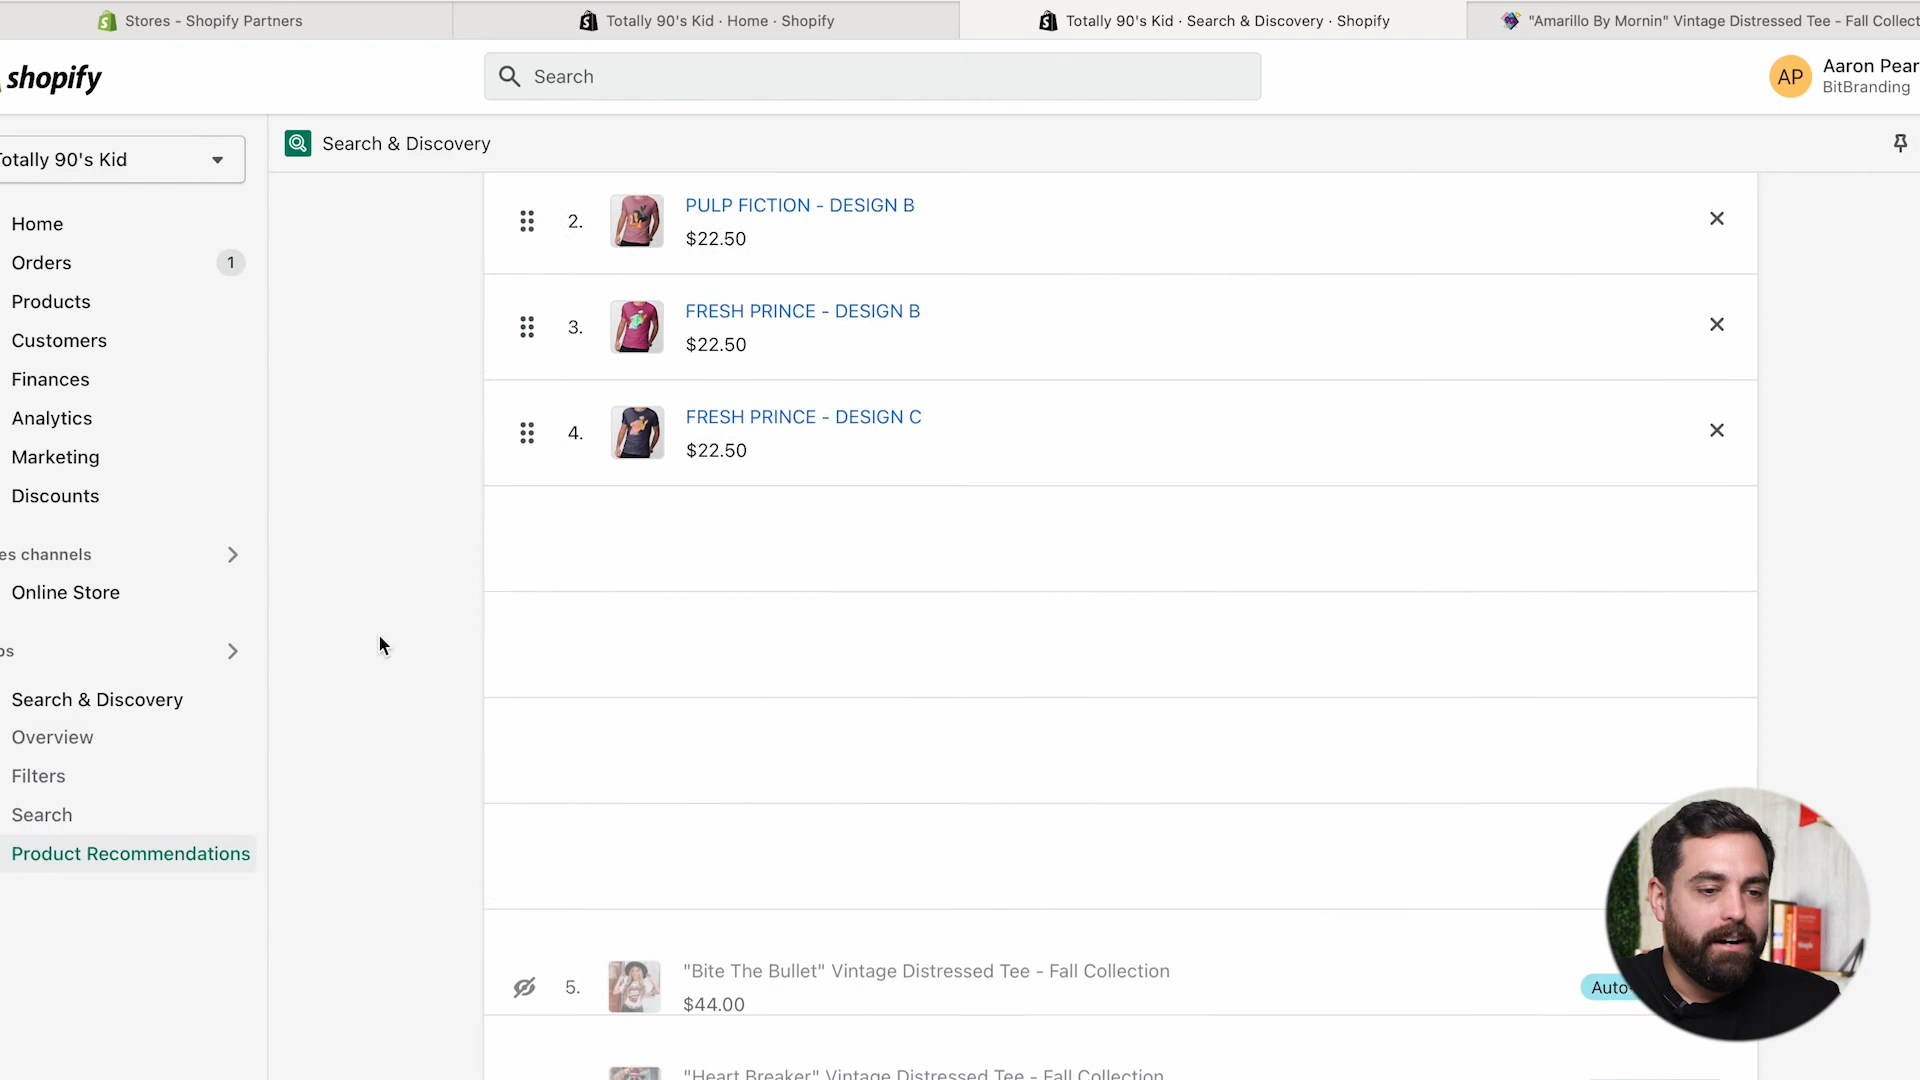 Stores - Shopify Partners
Totally 90's Kid · Home · Shopify
Totally 90's Kid · Search & Discovery · Shopify
"Amarillo By Mornin" Vintage Distressed Tee - Fall Collect
shopify
Search
AP
Aaron Pear
BitBranding
otally 90's Kid
Search & Discovery
Home
Orders
1
Products
Customers
Finances
Analytics
Marketing
Discounts
es channels
Online Store
ps
Search & Discovery
Overview
Filters
Search
Product Recommendations
2.
PULP FICTION - DESIGN B
$22.50
3.
FRESH PRINCE - DESIGN B
$22.50
4.
FRESH PRINCE - DESIGN C
$22.50
5.
"Bite The Bullet" Vintage Distressed Tee - Fall Collection
$44.00
Auto-
"Heart Breaker" Vintage Distressed Tee - Fall Collection